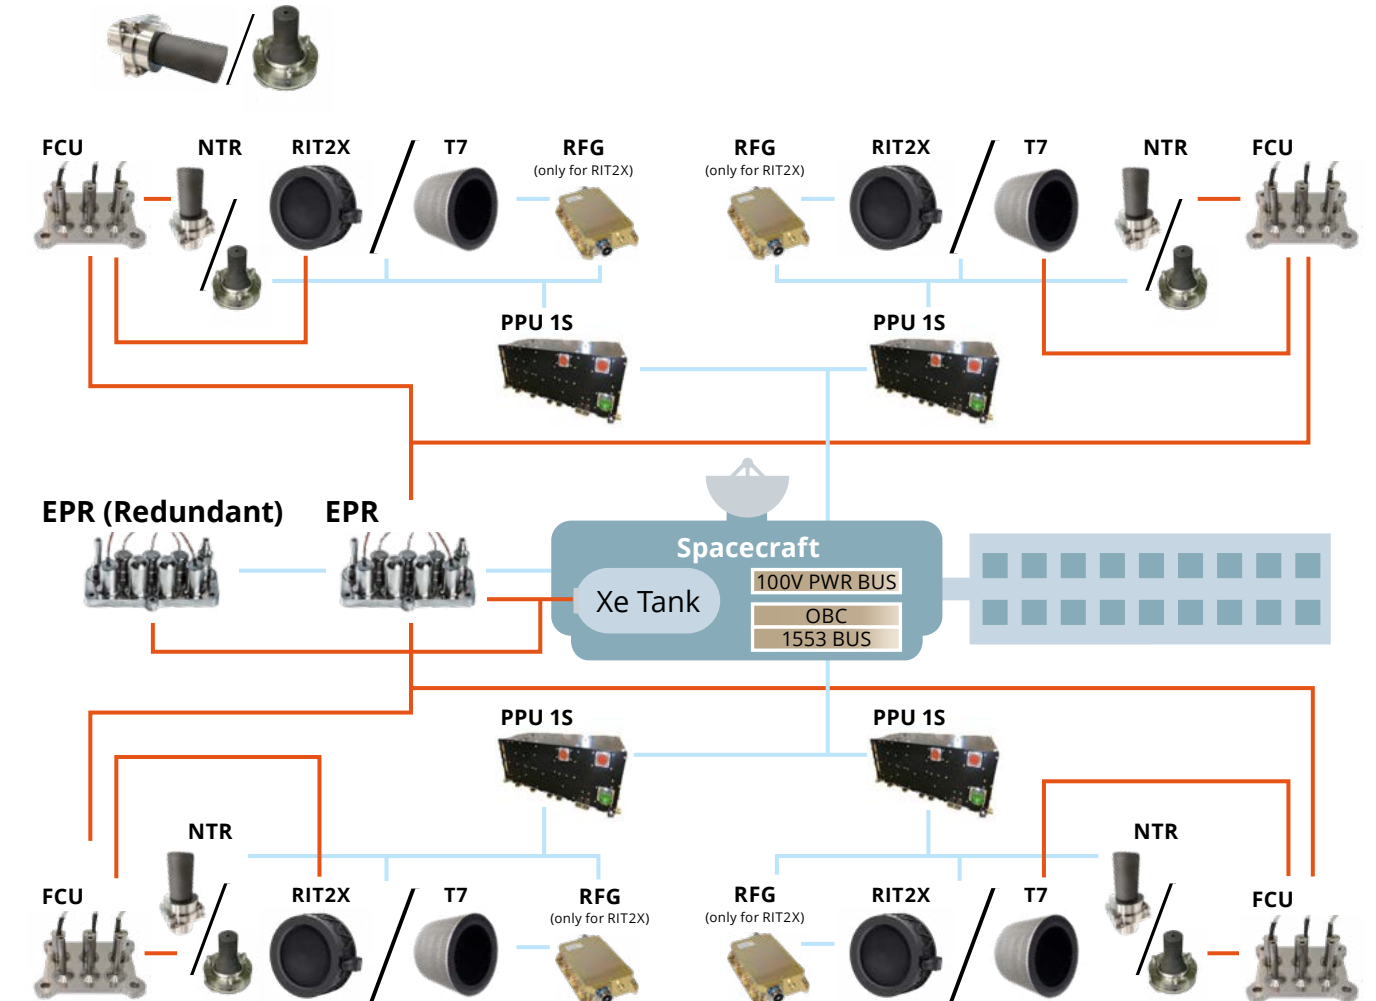 FCU
NTR
RIT2X
T7
RFG
(only for RIT2X)
RFG
(only for RIT2X)
RIT2X
T7
NTR
FCU
PPU 1S
PPU 1S
EPR (Redundant)
EPR
Spacecraft
Xe Tank
100V PWR BUS
OBC
1553 BUS
PPU 1S
PPU 1S
NTR
NTR
FCU
RIT2X
T7
RFG
(only for RIT2X)
RFG
(only for RIT2X)
RIT2X
T7
FCU